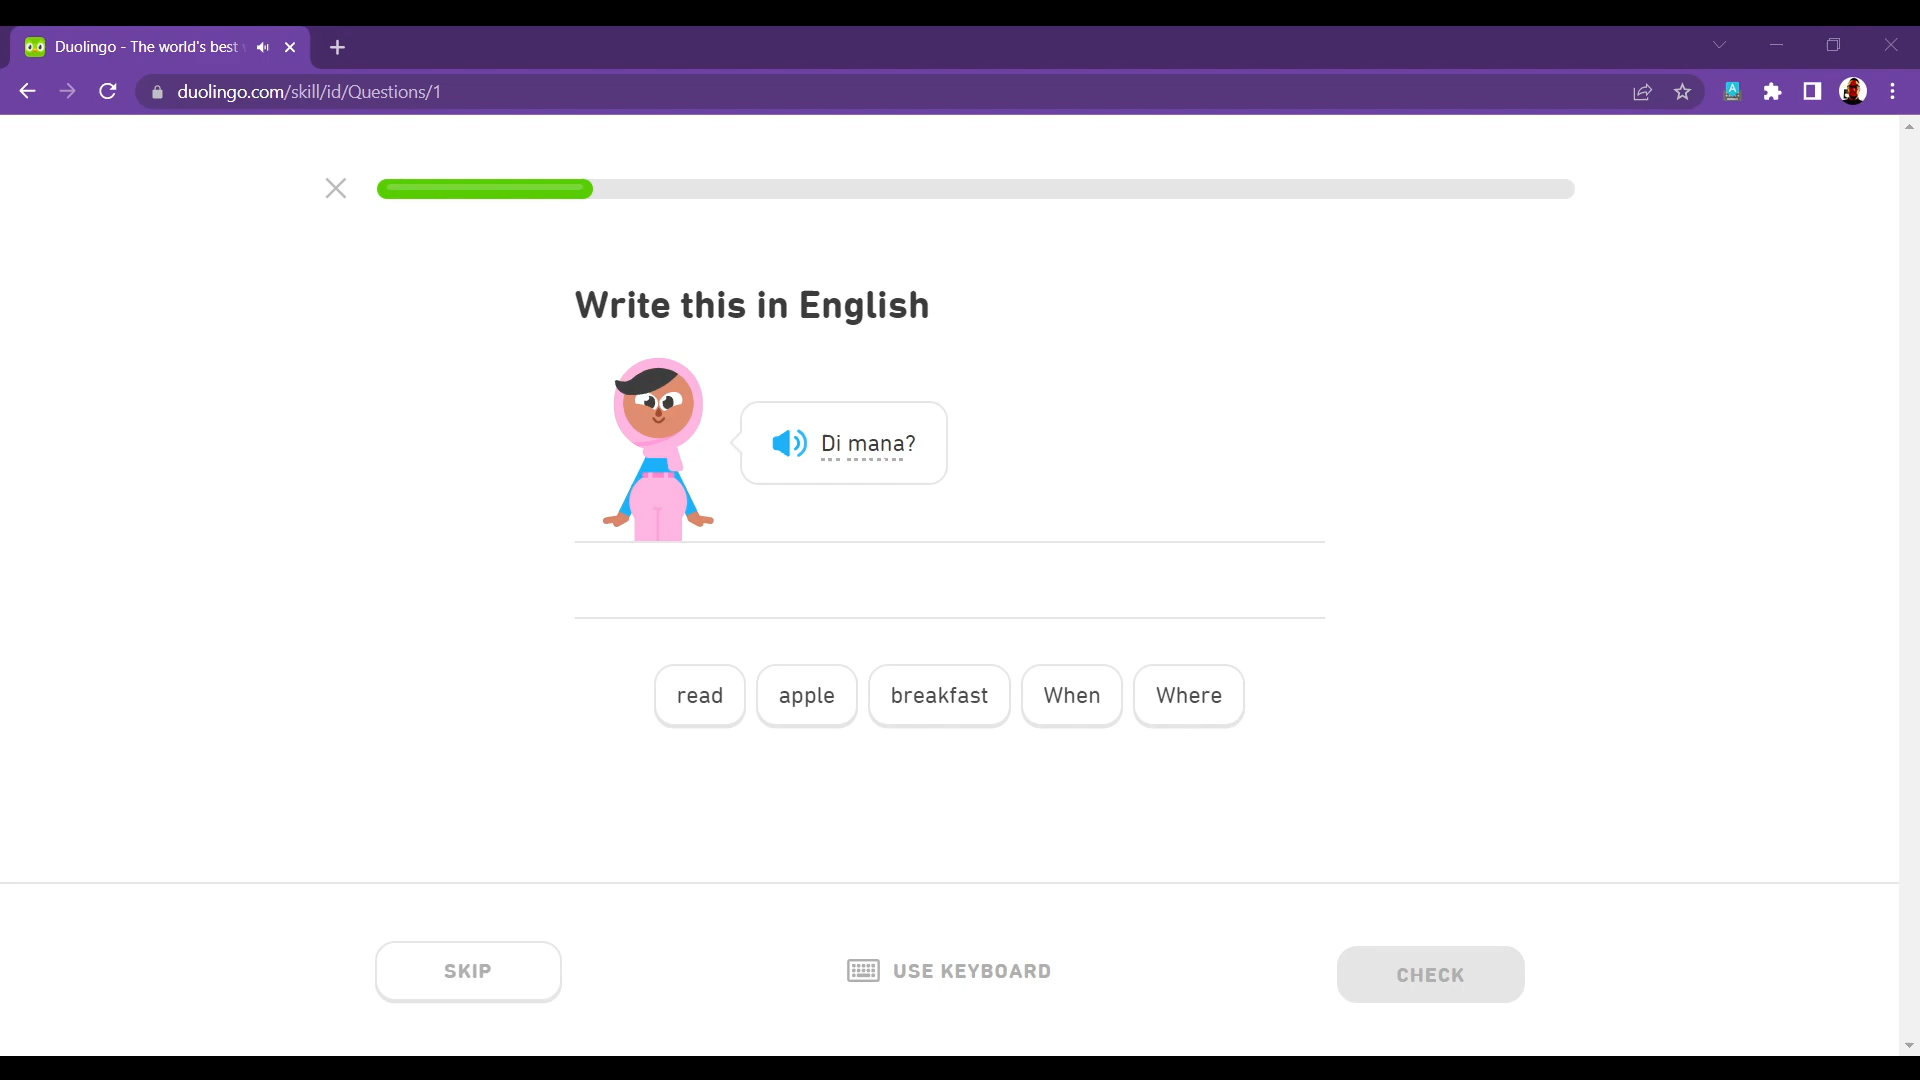 Duolingo - The world's best
duolingo.com/skill/id/Questions/1
Write this in English
Di mana?
read apple breakfast When Where
SKIP USE KEYBOARD CHECK